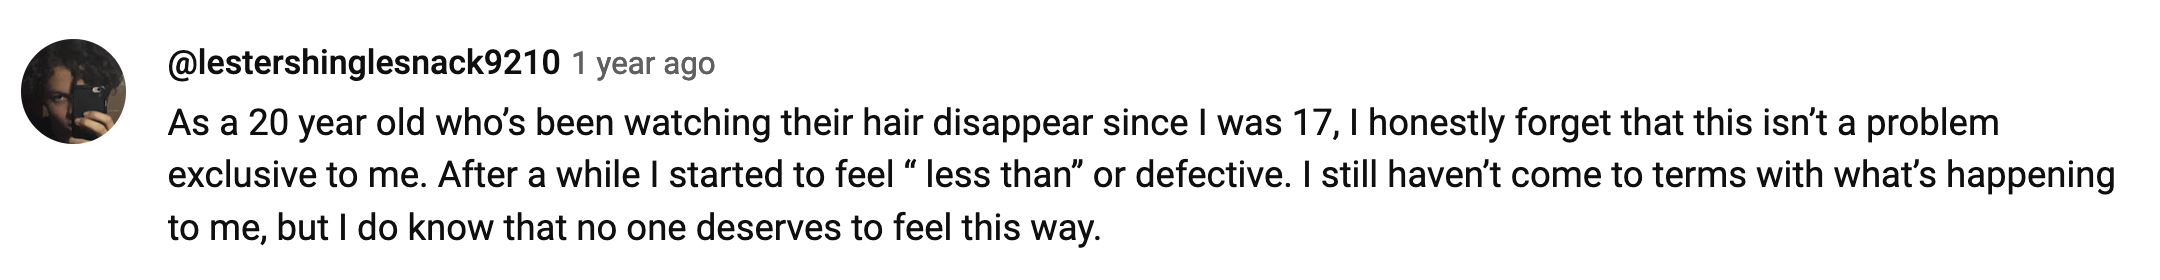 @lestershinglesnack9210 1 year ago
As a 20 year old who’s been watching their hair disappear since I was 17, I honestly forget that this isn’t a problem
exclusive to me. After a while I started to feel “ less than” or defective. I still haven’t come to terms with what’s happening
to me, but I do know that no one deserves to feel this way.